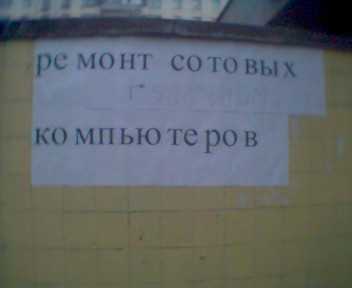 ремонт сотовых
компьютеров